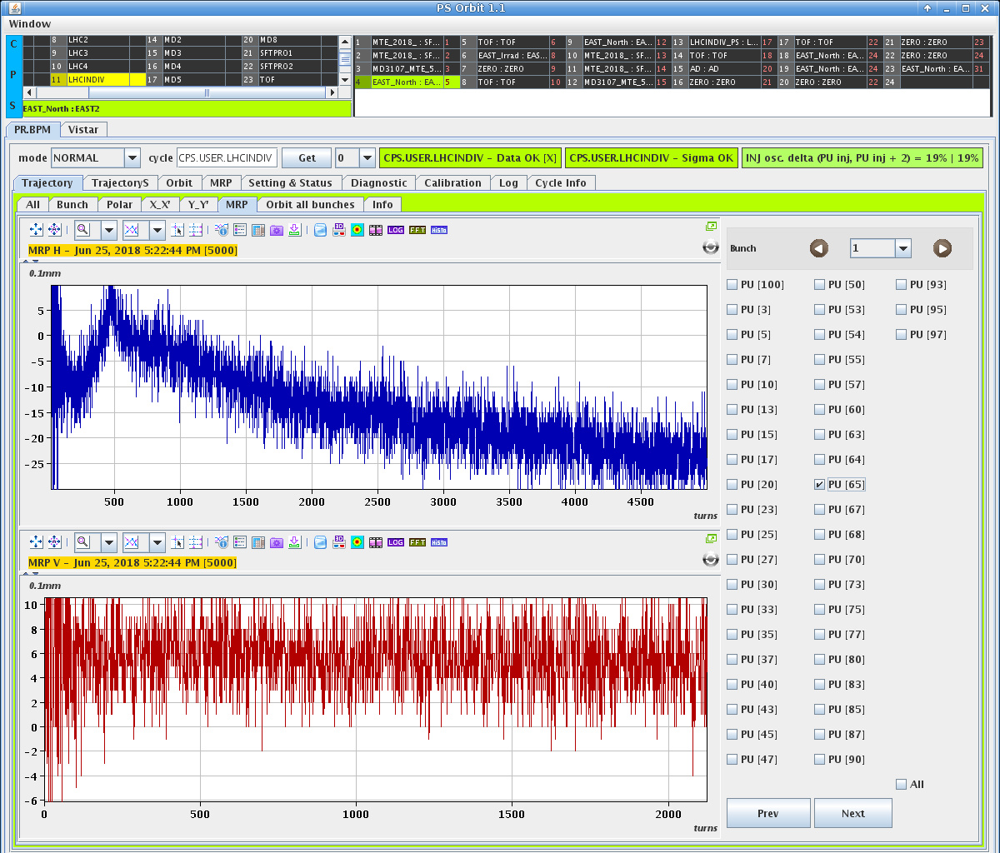 PS Orbit 1.1
Window
C P S
8 LHC2 14 MD2 20 MD8
9 LHC3 15 MD3 21 SFTPRO1
10 LHC4 16 MD4 22 SFTPRO2
11 LHCINDIV 17 MD5 23 TOF
EAST_North : EAST2
1 MTE_2018_ : SF... 1 5 TOF : TOF 6 9 EAST_North : EA... 12 13 LHCINDIV_PS : L... 17 17 TOF : TOF 22 21 ZERO : ZERO 23
2 MTE_2018_ : SF... 2 6 EAST_Irrad : EAS... 8 10 MTE_2018_ : SF... 13 14 TOF : TOF 18 18 EAST_North : EA... 22 22 ZERO : ZERO 24
3 MD3107_MTE_5... 3 7 ZERO : ZERO 9 11 MTE_2018_ : SF... 14 15 AD : AD 20 19 EAST_North : EA... 24 23 EAST_North : EA... 31
4 EAST_North : EA... 5 8 TOF : TOF 10 12 MD3107_MTE_5... 15 16 ZERO : ZERO 21 20 ZERO : ZERO 22 24
PR.BPM Vistar
mode NORMAL cycle CPS.USER.LHCINDIV Get 0 CPS.USER.LHCINDIV - Data OK [X] CPS.USER.LHCINDIV - Sigma OK INJ osc. delta (PU inj, PU inj + 2) = 19% | 19%
Trajectory TrajectoryS Orbit MRP Setting & Status Diagnostic Calibration Log Cycle Info
All Bunch Polar X_X' Y_Y' MRP Orbit all bunches Info
3D LOG FFT HISTO
MRP H - Jun 25, 2018 5:22:44 PM [5000]
0.1mm
5
0
-5
-10
-15
-20
-25
500 1000 1500 2000 2500 3000 3500 4000 4500
turns
3D LOG FFT HISTO
MRP V - Jun 25, 2018 5:22:44 PM [5000]
0.1mm
10
8
6
4
2
0
-2
-4
-6
0 500 1000 1500 2000
turns
Bunch 1
PU [100] PU [50] PU [93]
PU [3] PU [53] PU [95]
PU [5] PU [54] PU [97]
PU [7] PU [55]
PU [10] PU [57]
PU [13] PU [60]
PU [15] PU [63]
PU [17] PU [64]
PU [20] PU [65]
PU [23] PU [67]
PU [25] PU [68]
PU [27] PU [70]
PU [30] PU [73]
PU [33] PU [75]
PU [35] PU [77]
PU [37] PU [80]
PU [40] PU [83]
PU [43] PU [85]
PU [45] PU [87]
PU [47] PU [90]
All
Prev Next